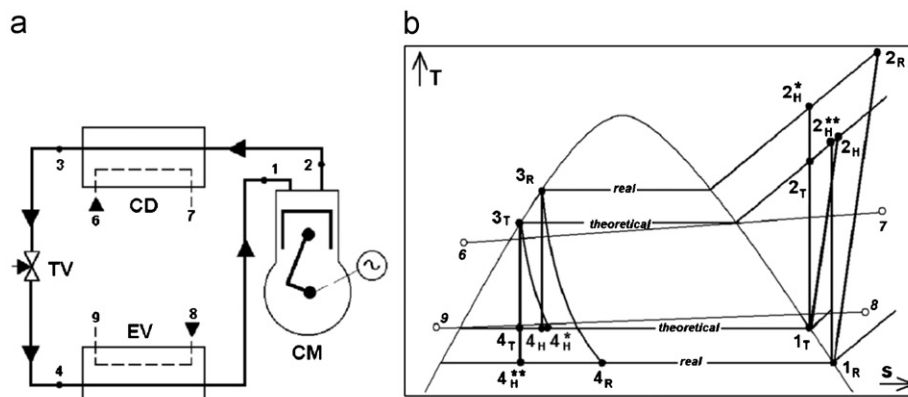 a
3
2
1
6
CD
7
TV
9
EV
8
CM
4
~
b
T
2R
2H*
2H**
2H
2T
3R
real
3T
theoretical
6
7
9
8
4T
4H
4H*
theoretical
1T
4H**
4R
real
1R
s